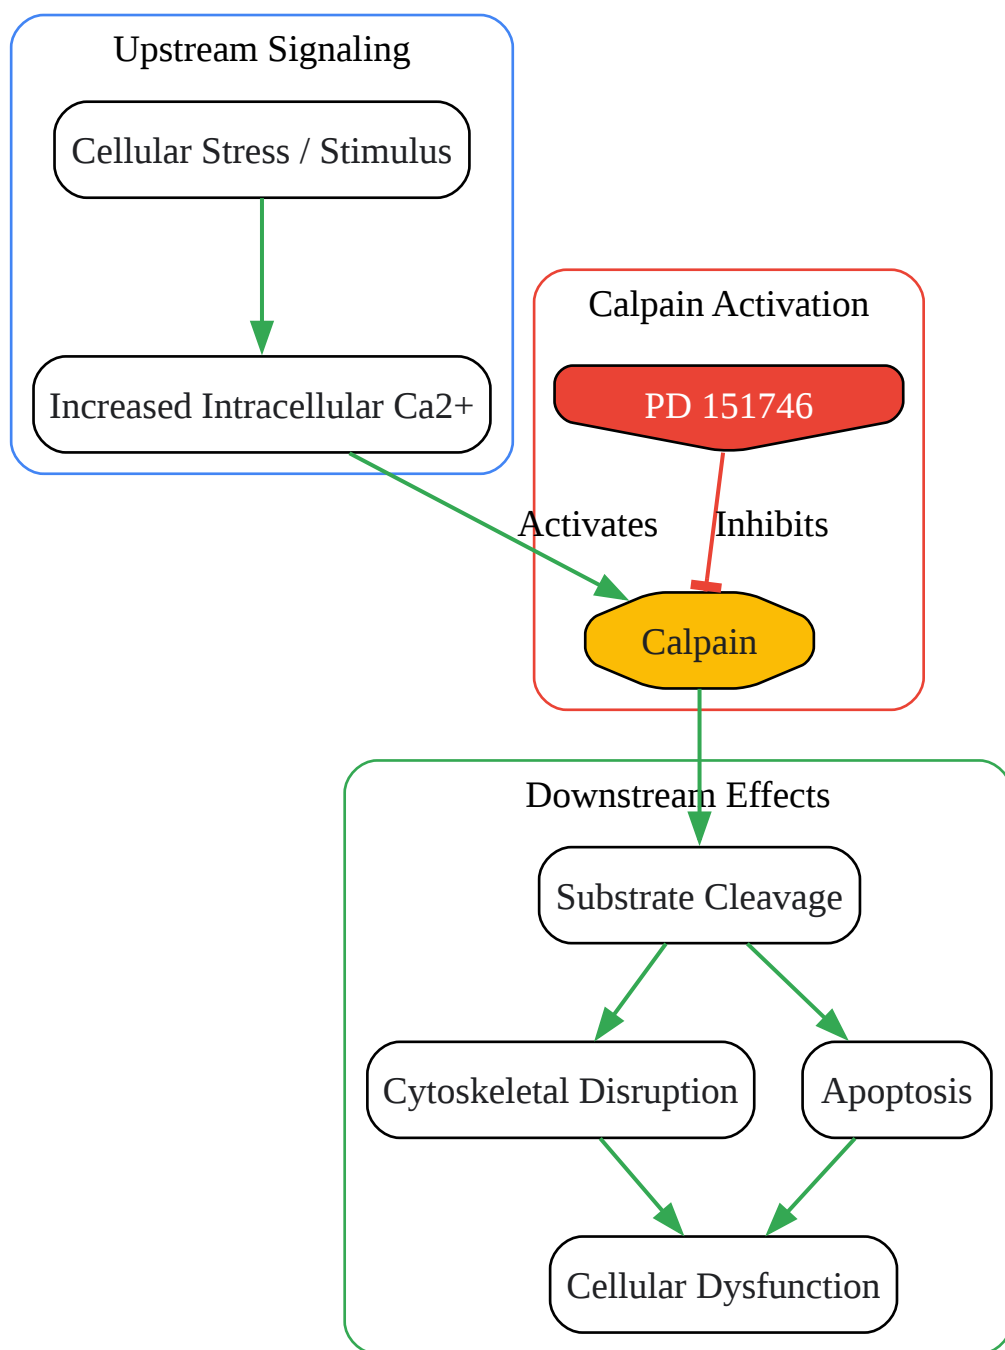 Upstream Signaling
Cellular Stress / Stimulus
Increased Intracellular Ca2+
Calpain Activation
PD 151746
Activates
Inhibits
Calpain
Downstream Effects
Substrate Cleavage
Cytoskeletal Disruption
Apoptosis
Cellular Dysfunction